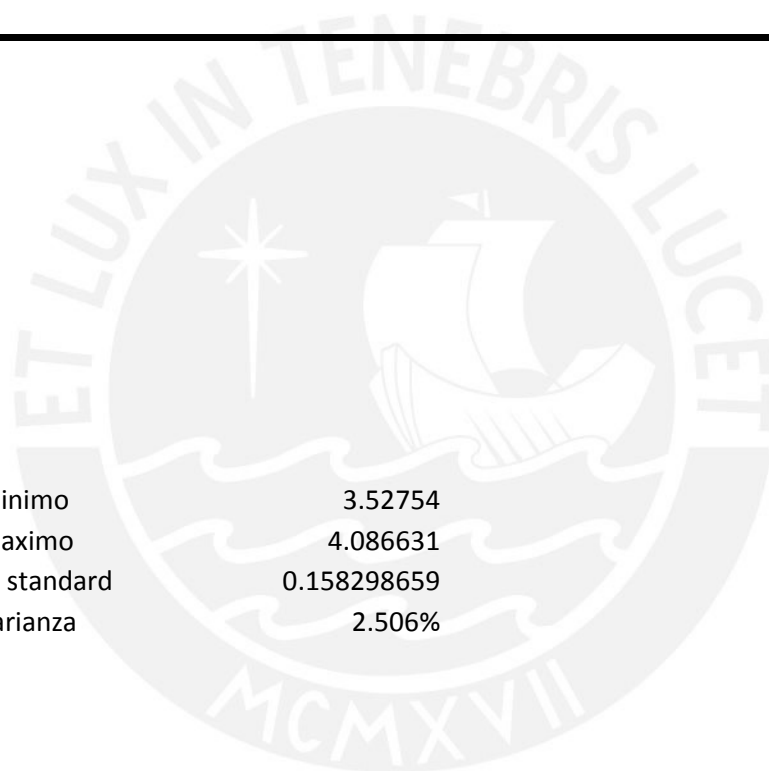 ET LUX IN TENEBRIS LUCET
inimo 3.52754
aximo 4.086631
standard 0.158298659
arianza 2.506%
MCMXVII